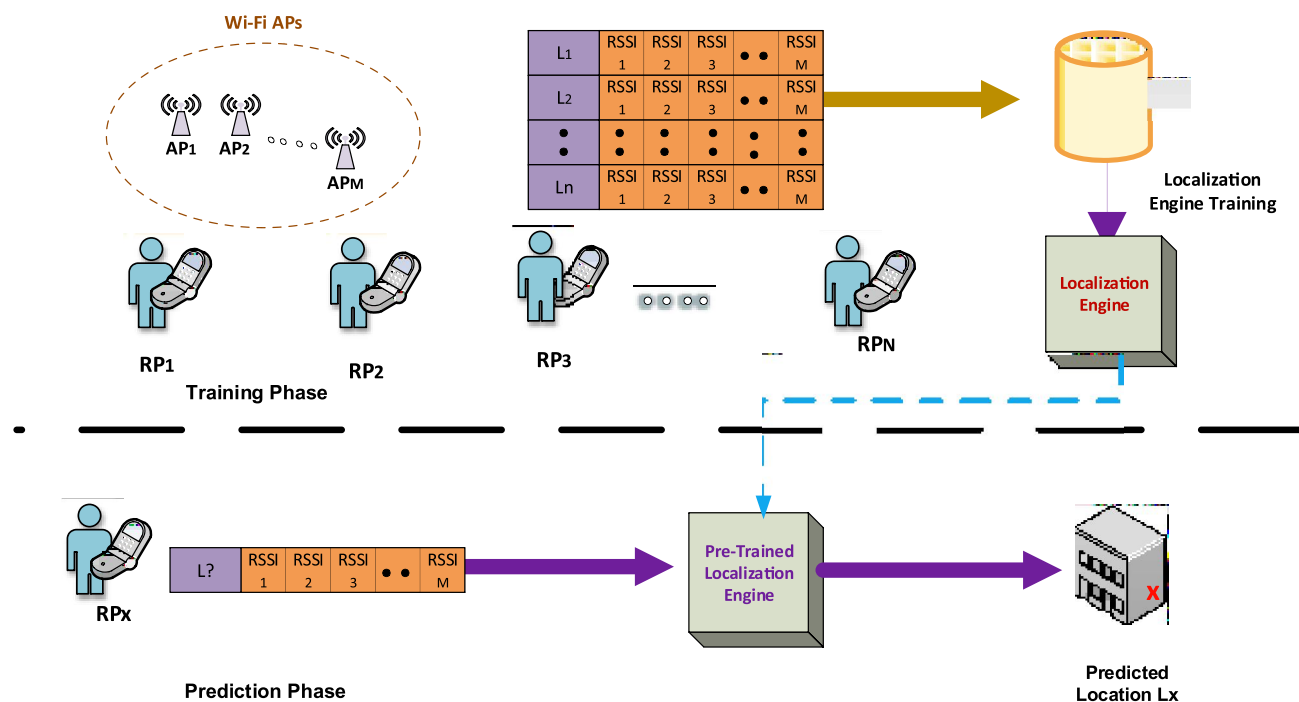 Wi-Fi APs
AP1 AP2
APM
L1 RSSI 1 RSSI 2 RSSI 3 RSSI M
L2 RSSI 1 RSSI 2 RSSI 3 RSSI M
Ln RSSI 1 RSSI 2 RSSI 3 RSSI M
Localization
Engine Training
Localization
Engine
RP1 RP2 RP3 RPN
Training Phase
RPX
L? RSSI 1 RSSI 2 RSSI 3 RSSI M
Pre-Trained
Localization
Engine
X
Predicted
Location Lx
Prediction Phase